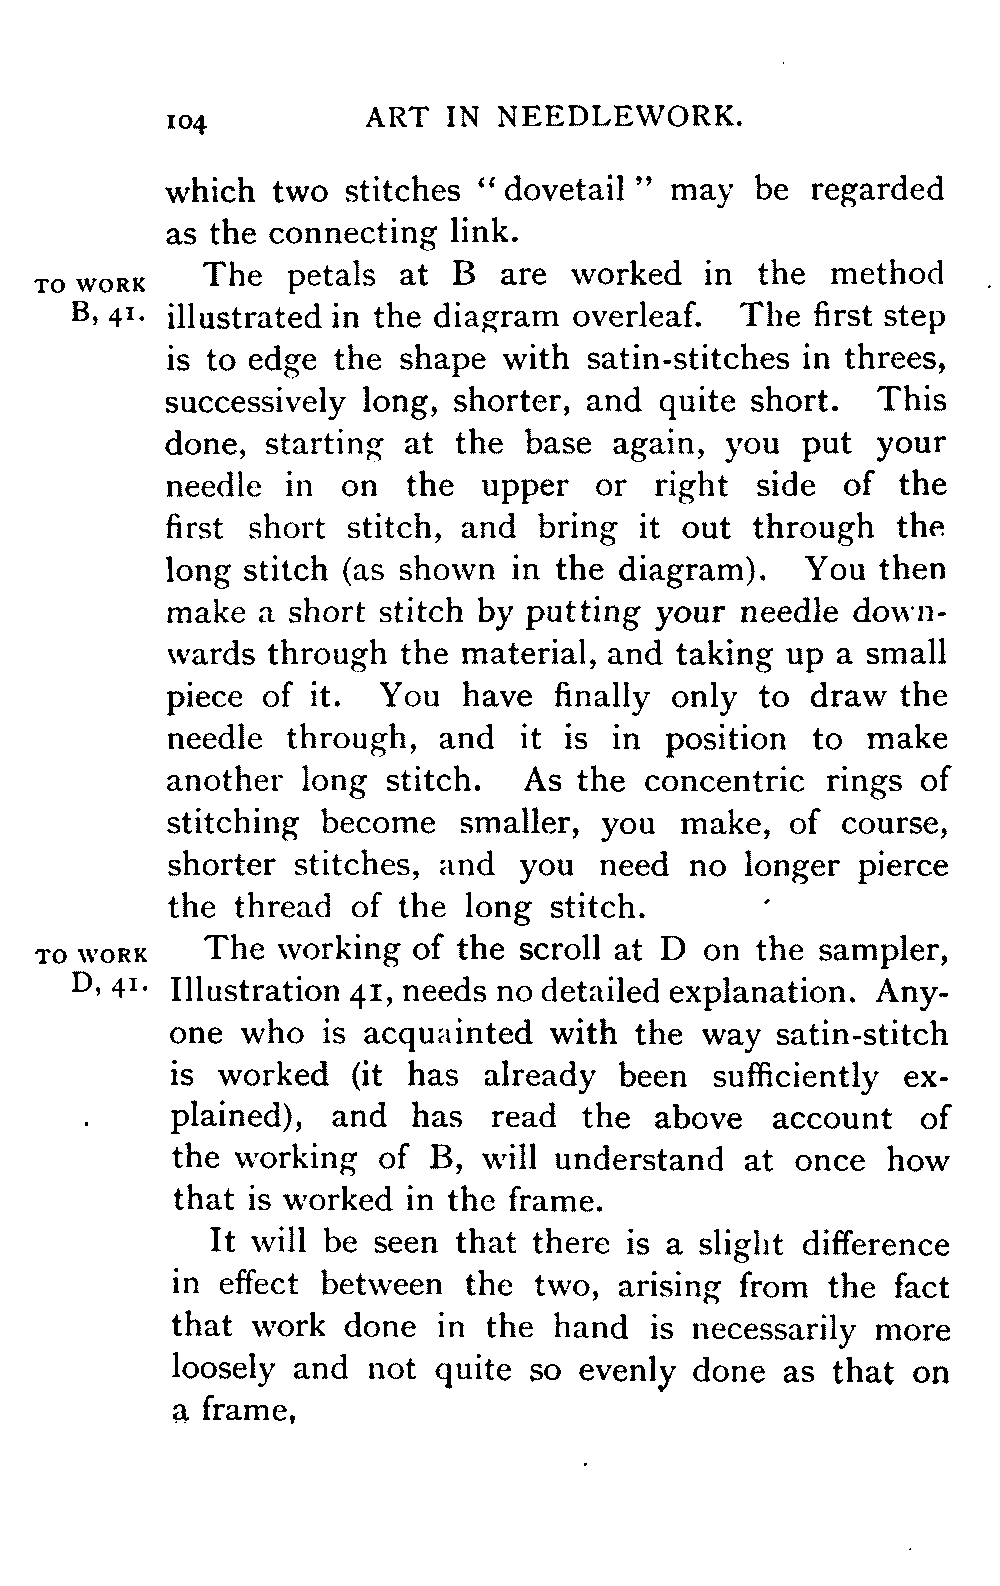 104 ART IN NEEDLEWORK.
which two stitches “dovetail” may be regarded
as the connecting link.
TO WORK The petals at B are worked in the method
B, 41. illustrated in the diagram overleaf. The first step
is to edge the shape with satin-stitches in threes,
successively long, shorter, and quite short. This
done, starting at the base again, you put your
needle in on the upper or right side of the
first short stitch, and bring it out through the
long stitch (as shown in the diagram). You then
make a short stitch by putting your needle down-
wards through the material, and taking up a small
piece of it. You have finally only to draw the
needle through, and it is in position to make
another long stitch. As the concentric rings of
stitching become smaller, you make, of course,
shorter stitches, and you need no longer pierce
the thread of the long stitch.
TO WORK The working of the scroll at D on the sampler,
D, 41. Illustration 41, needs no detailed explanation. Any-
one who is acquainted with the way satin-stitch
is worked (it has already been sufficiently ex-
plained), and has read the above account of
the working of B, will understand at once how
that is worked in the frame.
It will be seen that there is a slight difference
in effect between the two, arising from the fact
that work done in the hand is necessarily more
loosely and not quite so evenly done as that on
a frame,